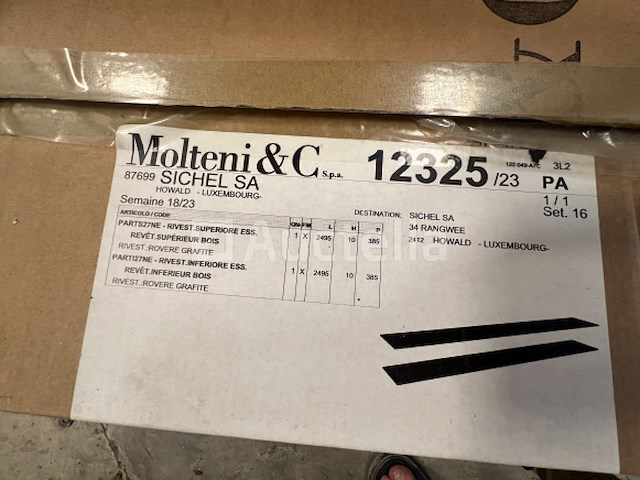 Molteni&C S.p.A. 12325/23 PA
122-049-A/C 3L2
87699 SICHEL SA
HOWALD - LUXEMBOURG-
1/1
Semaine 18/23
Set. 16
DESTINATION: SICHEL SA
34 RANGWEE
2412 HOWALD -LUXEMBOURG-
ARTICOLO / CODE L H P
PARTS27NE - RIVEST.SUPERIORE ESS. 1 X 2495 10 385
REVÊT.SUPÉRIEUR BOIS
RIVEST.:ROVERE GRAFITE
PARTI27NE - RIVEST.INFERIORE ESS. 1 X 2495 10 385
REVÊT.INFERIEUR BOIS
RIVEST.:ROVERE GRAFITE
Auctelia